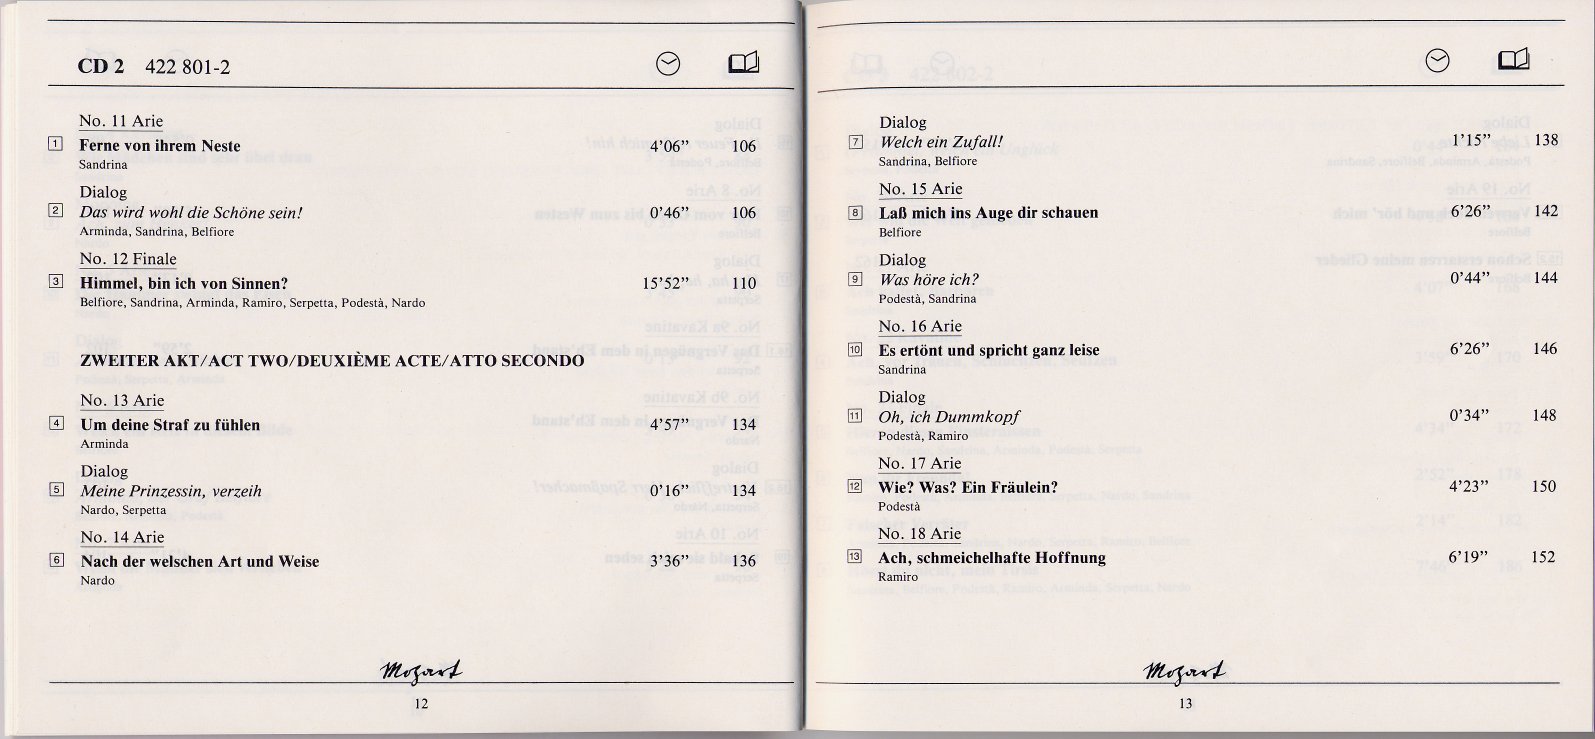 CD 2 422 801-2
No. 11 Arie
1 Ferne von ihrem Neste 4’06” 106
Sandrina
Dialog
2 Das wird wohl die Schöne sein! 0’46” 106
Arminda, Sandrina, Belfiore
No. 12 Finale
3 Himmel, bin ich von Sinnen? 15’52” 110
Belfiore, Sandrina, Arminda, Ramiro, Serpetta, Podestà, Nardo
ZWEITER AKT/ACT TWO/DEUXIÈME ACTE/ATTO SECONDO
No. 13 Arie
4 Um deine Straf zu fühlen 4’57” 134
Arminda
Dialog
5 Meine Prinzessin, verzeih 0’16” 134
Nardo, Serpetta
No. 14 Arie
6 Nach der welschen Art und Weise 3’36” 136
Nardo
Mozart
12
Dialog
7 Welch ein Zufall! 1’15” 138
Sandrina, Belfiore
No. 15 Arie
8 Laß mich ins Auge dir schauen 6’26” 142
Belfiore
Dialog
9 Was höre ich? 0’44” 144
Podestà, Sandrina
No. 16 Arie
10 Es ertönt und spricht ganz leise 6’26” 146
Sandrina
Dialog
11 Oh, ich Dummkopf 0’34” 148
Podestà, Ramiro
No. 17 Arie
12 Wie? Was? Ein Fräulein? 4’23” 150
Podestà
No. 18 Arie
13 Ach, schmeichelhafte Hoffnung 6’19” 152
Ramiro
Mozart
13